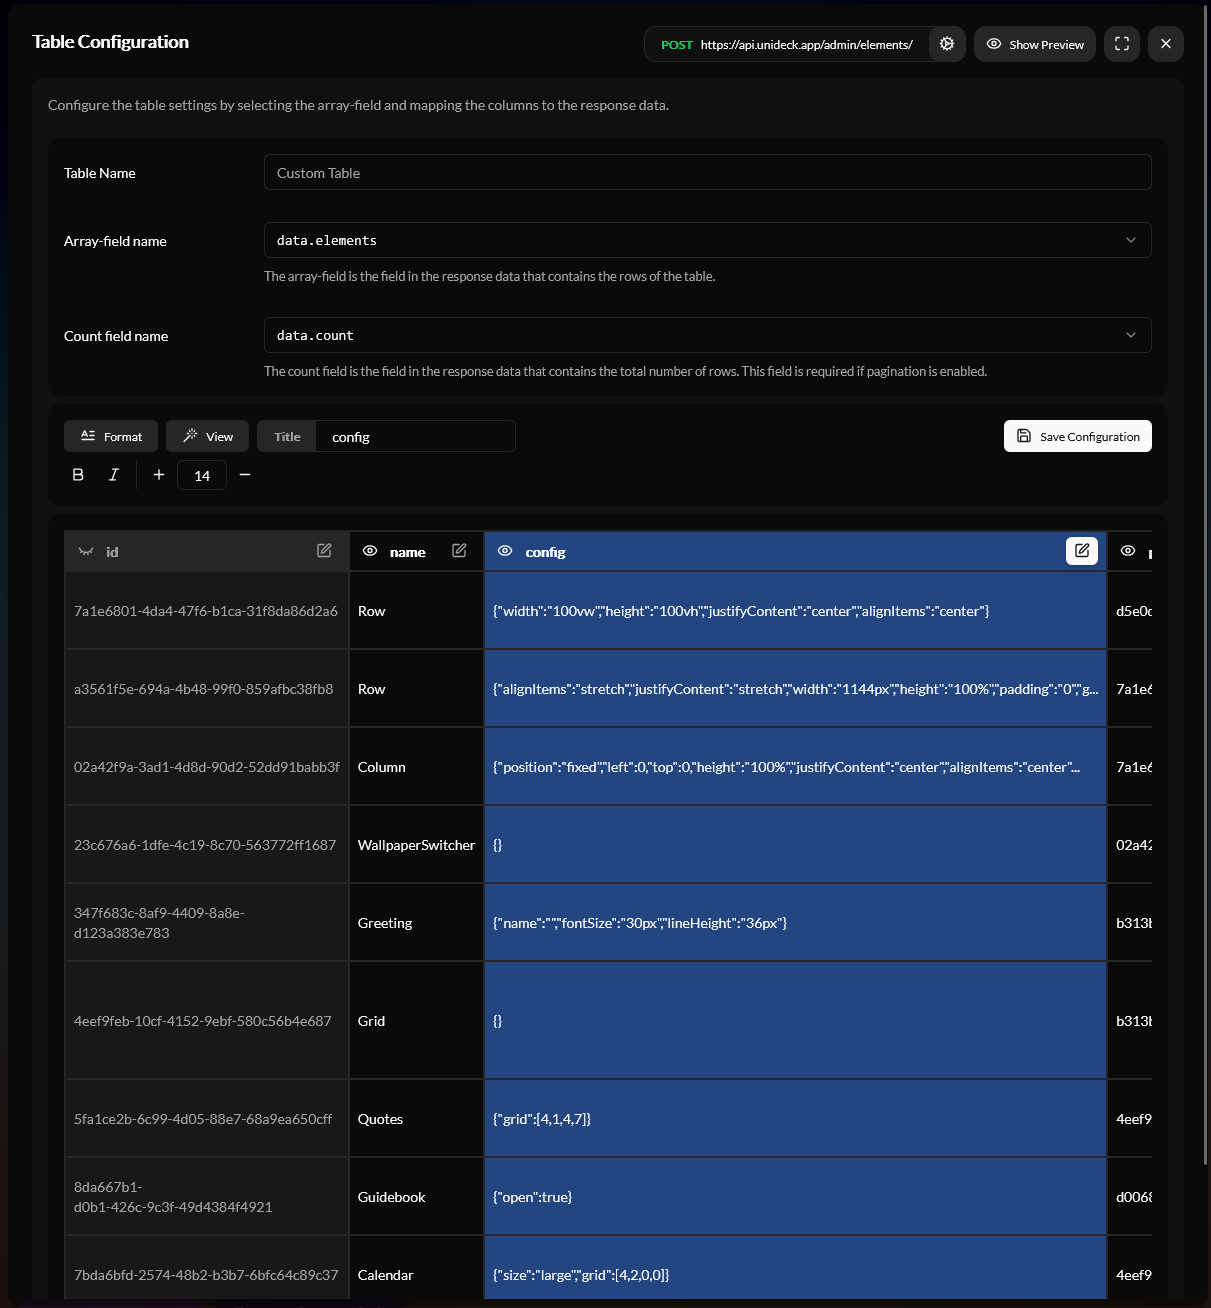 Table Configuration
POST https://api.unideck.app/admin/elements/
Show Preview
Configure the table settings by selecting the array-field and mapping the columns to the response data.
Table Name
Custom Table
Array-field name
data.elements
The array-field is the field in the response data that contains the rows of the table.
Count field name
data.count
The count field is the field in the response data that contains the total number of rows. This field is required if pagination is enabled.
Format View Title config
Save Configuration
B I + 14 −
id name config
7a1e6801-4da4-47f6-b1ca-31f8da86d2a6 Row {"width":"100vw","height":"100vh","justifyContent":"center","alignItems":"center"} d5e0
a3561f5e-694a-4b48-99f0-859afbc38fb8 Row {"alignItems":"stretch","justifyContent":"stretch","width":"1144px","height":"100%","padding":"0","g... 7a1e6
02a42f9a-3ad1-4d8d-90d2-52dd91babb3f Column {"position":"fixed","left":0,"top":0,"height":"100%","justifyContent":"center","alignItems":"center"... 7a1e6
23c676a6-1dfe-4c19-8c70-563772ff1687 WallpaperSwitcher {} 02a42
347f683c-8af9-4409-8a8e-
d123a383e783 Greeting {"name":"","fontSize":"30px","lineHeight":"36px"} b313b
4eef9feb-10cf-4152-9ebf-580c56b4e687 Grid {} b313b
5fa1ce2b-6c99-4d05-88e7-68a9ea650cff Quotes {"grid":[4,1,4,7]} 4eef9
8da667b1-
d0b1-426c-9c3f-49d4384f4921 Guidebook {"open":true} d0068
7bda6bfd-2574-48b2-b3b7-6bfc64c89c37 Calendar {"size":"large","grid":[4,2,0,0]} 4eef9